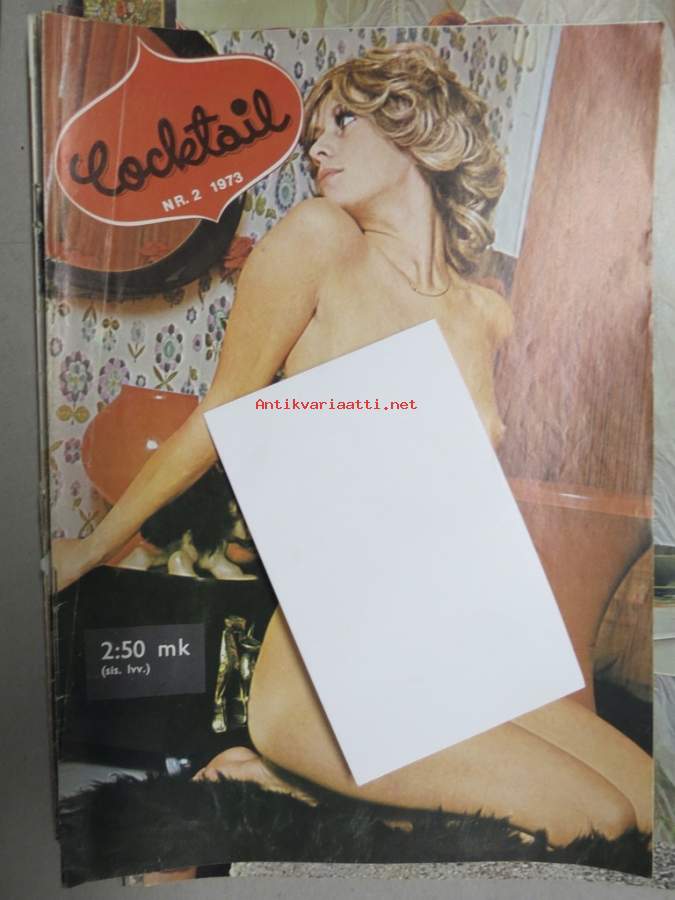 Cocktail
NR. 2 1973
Antikvariaatti.net
2:50 mk
(sis. lvv.)